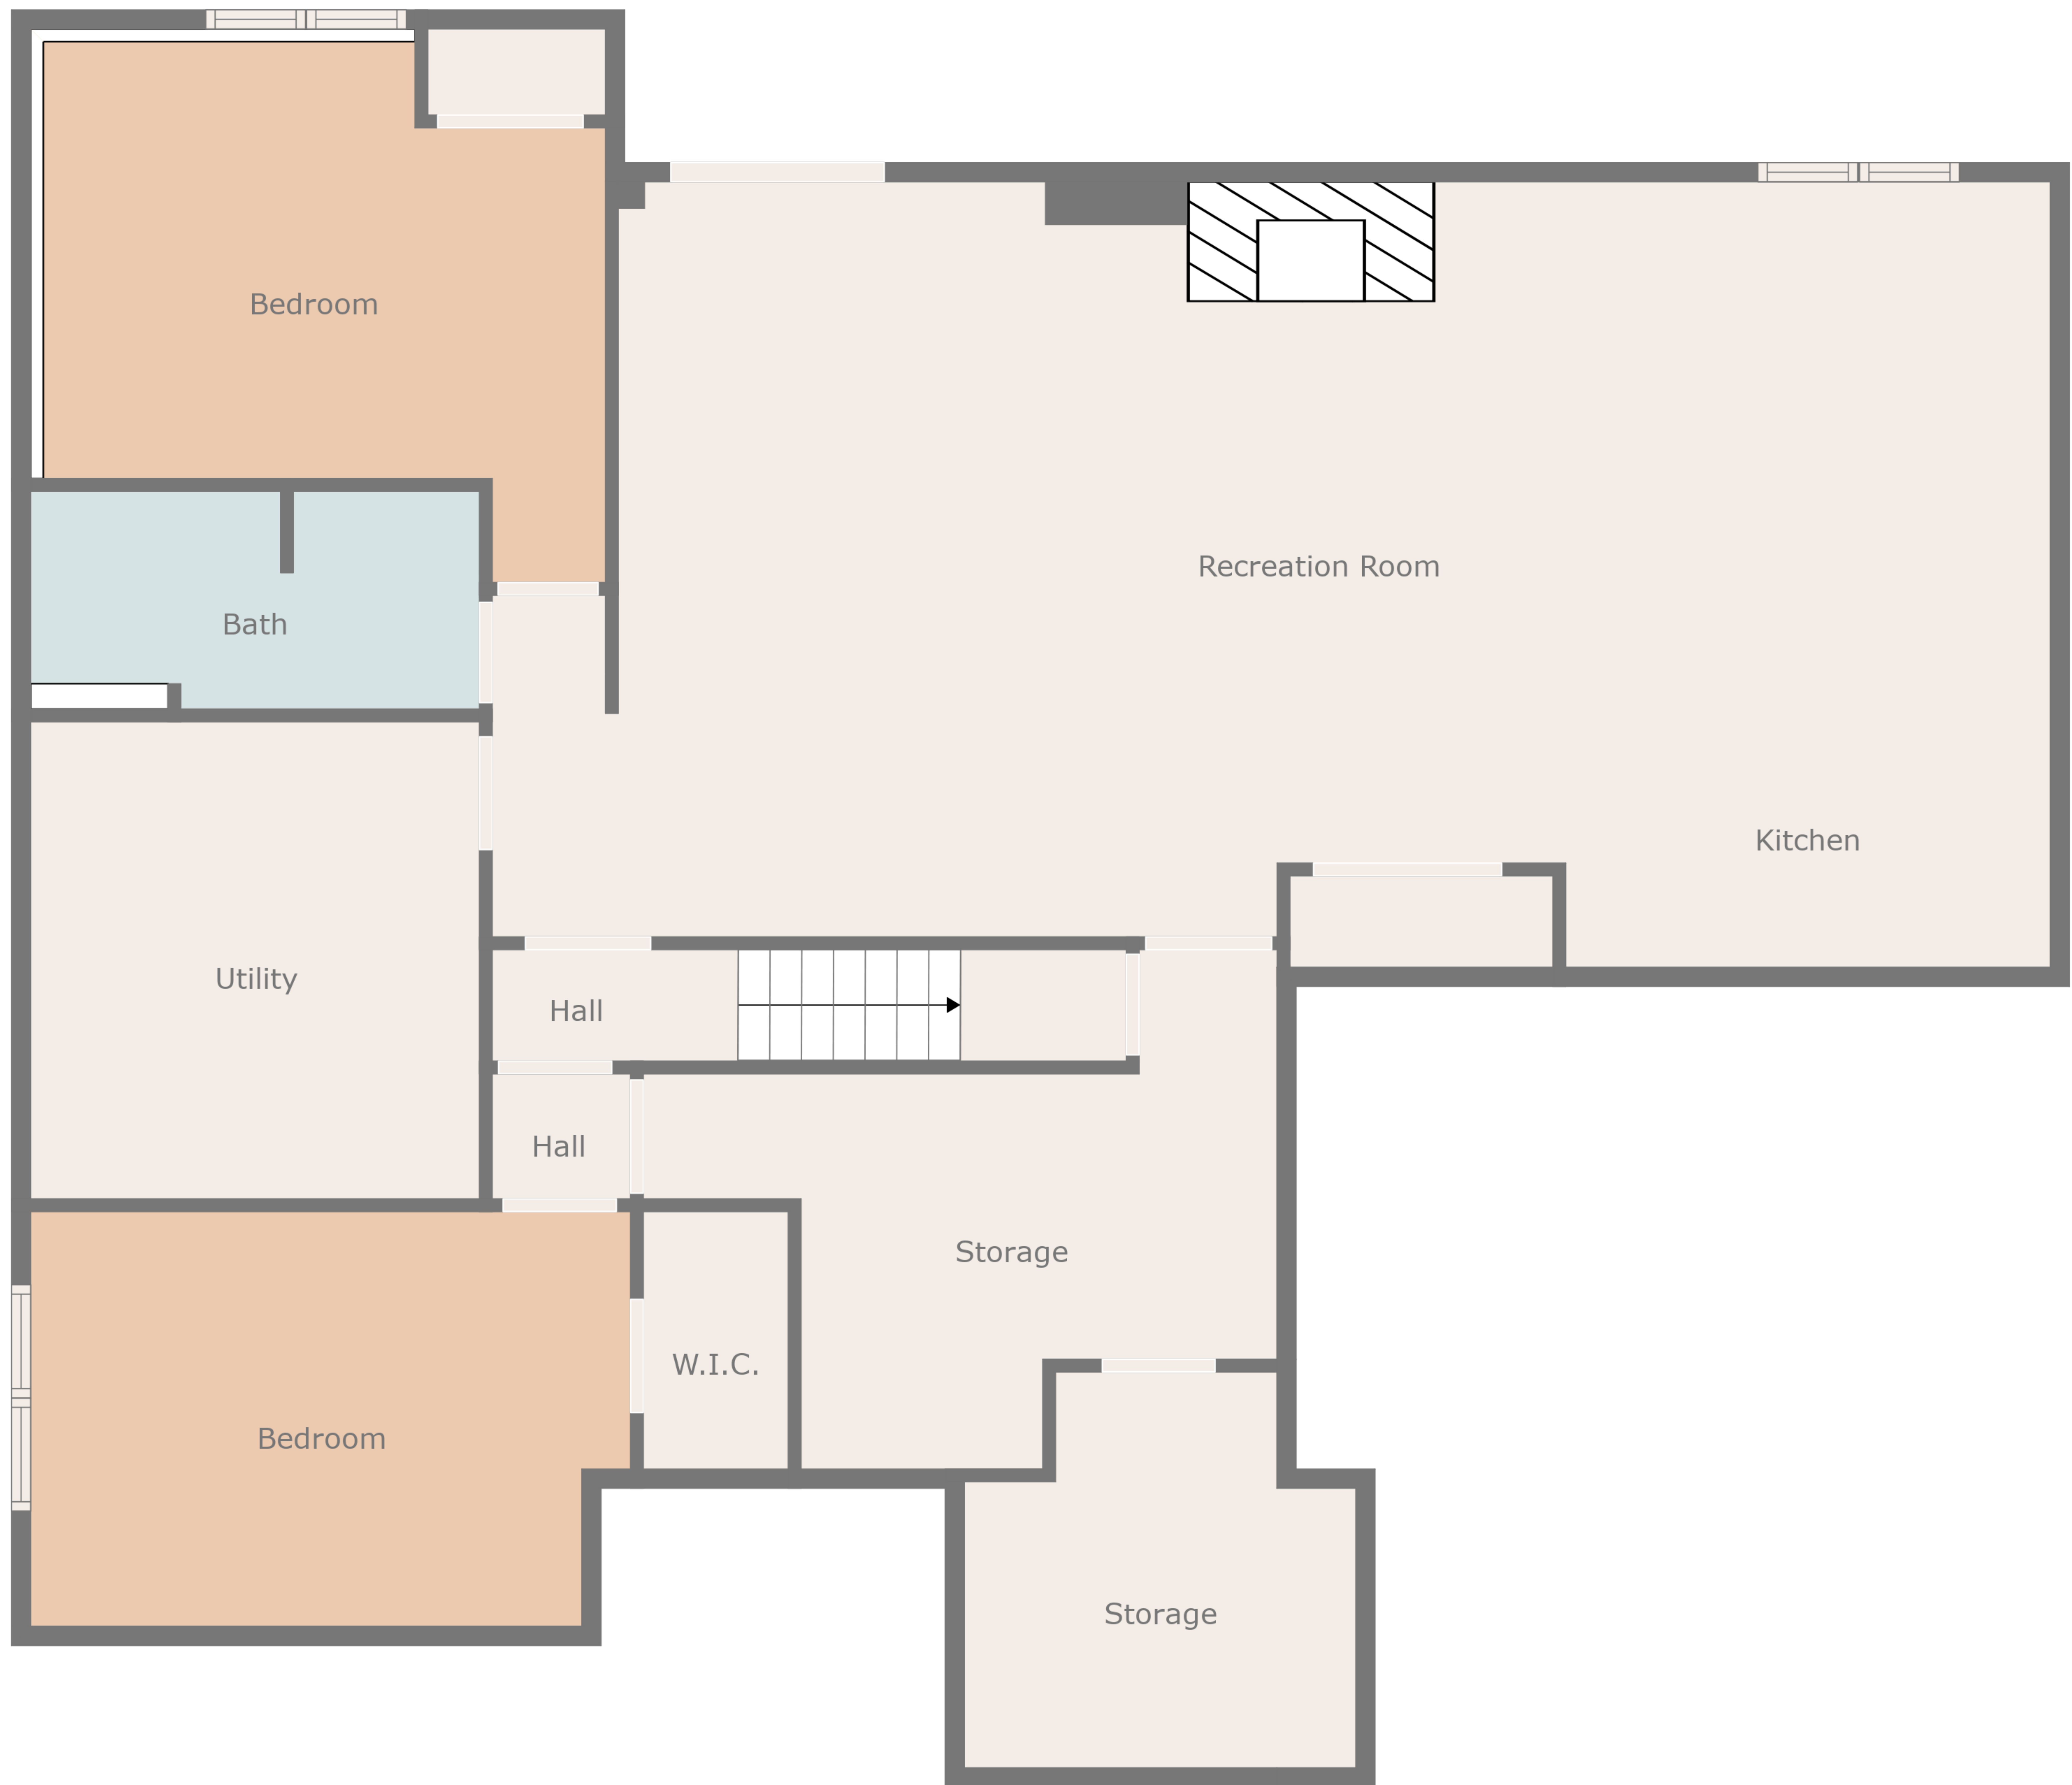 Bedroom
Recreation Room
Bath
Kitchen
Utility
Hall
Hall
Storage
W.I.C.
Bedroom
Storage